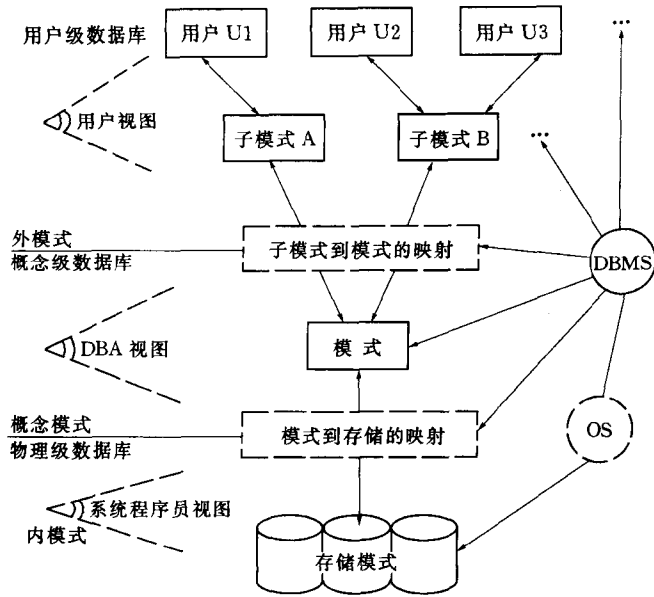 用户级数据库
用户 U1
用户 U2
用户 U3
...
用户视图
子模式 A
子模式 B
...
外模式
概念级数据库
子模式到模式的映射
DBMS
DBA 视图
模 式
概念模式
物理级数据库
模式到存储的映射
OS
系统程序员视图
内模式
存储模式